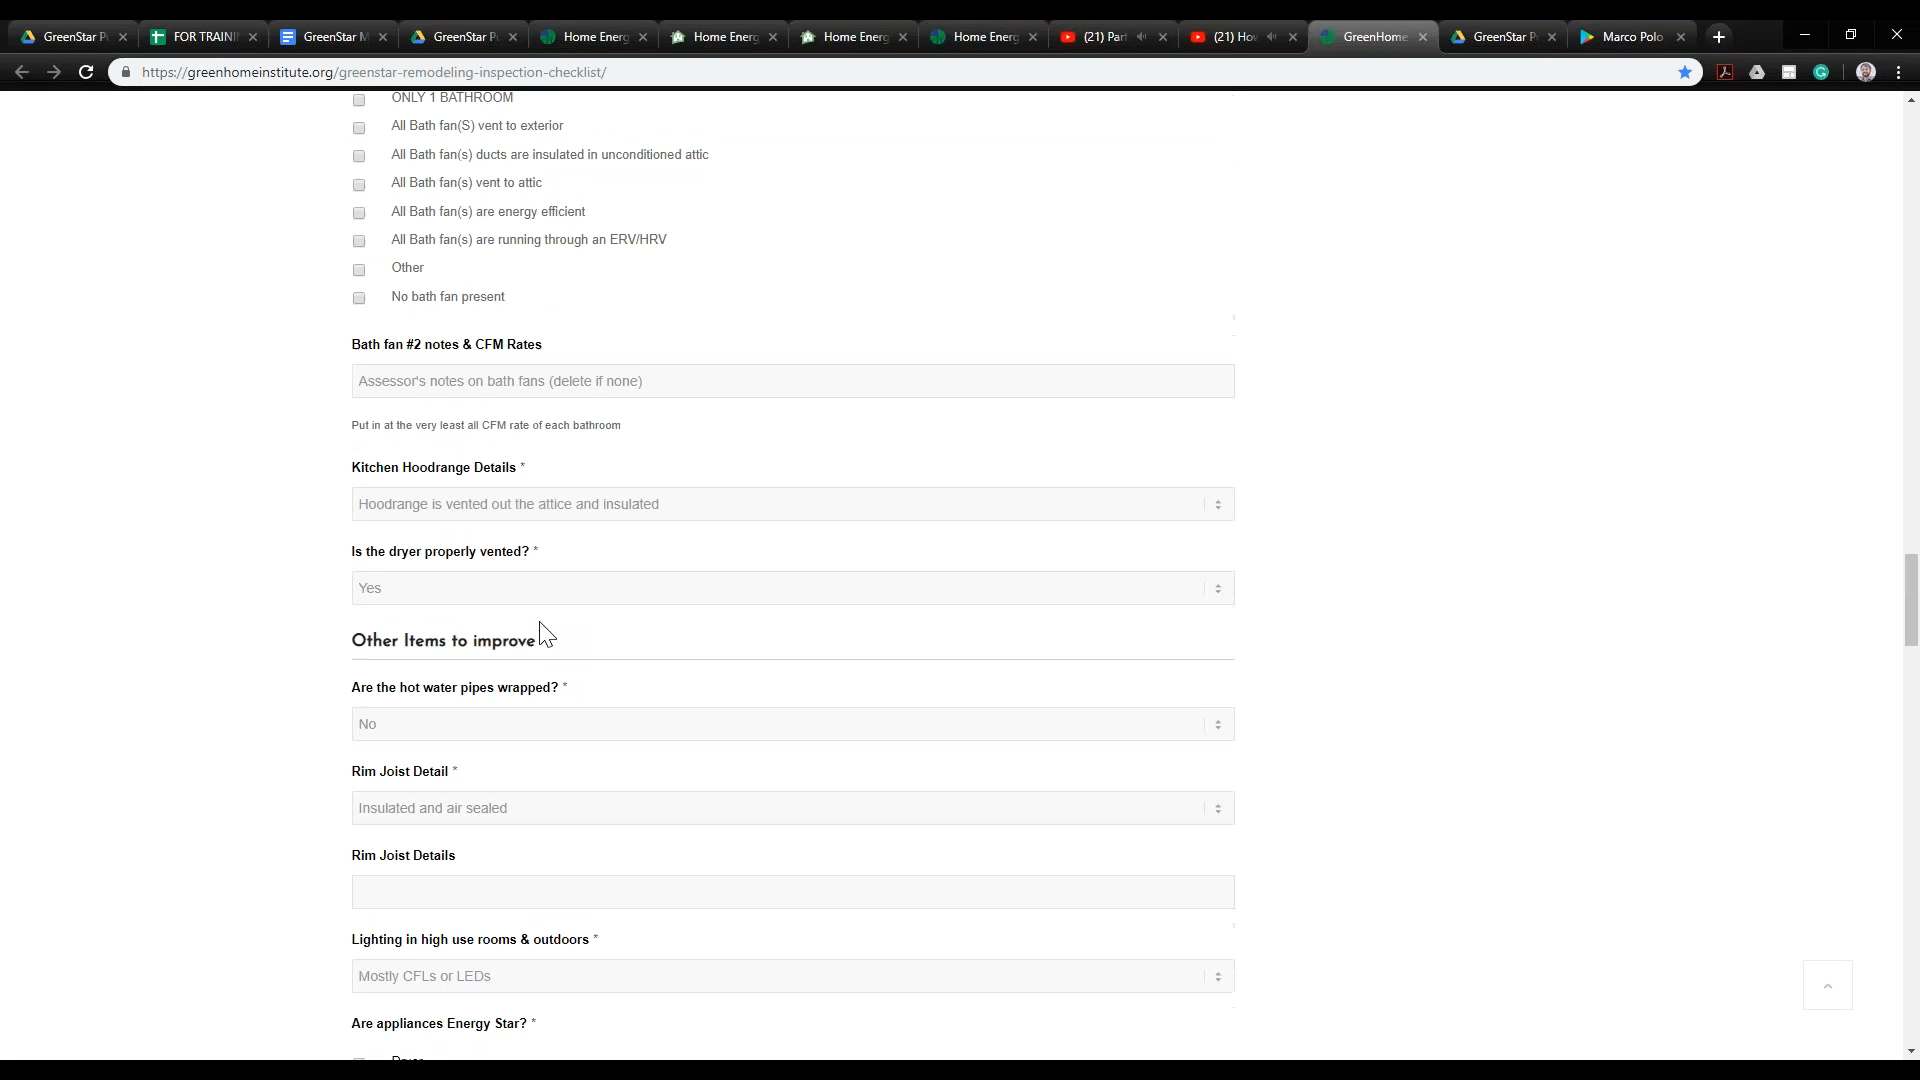 GreenStar P
FOR TRAINI
GreenStar M
GreenStar P
Home Energ
Home Energ
Home Energ
Home Energ
(21) Part
(21) Ho
GreenHome
GreenStar P
Marco Polo
https://greenhomeinstitute.org/greenstar-remodeling-inspection-checklist/
ONLY 1 BATHROOM
All Bath fan(S) vent to exterior
All Bath fan(s) ducts are insulated in unconditioned attic
All Bath fan(s) vent to attic
All Bath fan(s) are energy efficient
All Bath fan(s) are running through an ERV/HRV
Other
No bath fan present
Bath fan #2 notes & CFM Rates
Assessor's notes on bath fans (delete if none)
Put in at the very least all CFM rate of each bathroom
Kitchen Hoodrange Details *
Hoodrange is vented out the attice and insulated
Is the dryer properly vented? *
Yes
Other Items to improve
Are the hot water pipes wrapped? *
No
Rim Joist Detail *
Insulated and air sealed
Rim Joist Details
Lighting in high use rooms & outdoors *
Mostly CFLs or LEDs
Are appliances Energy Star? *